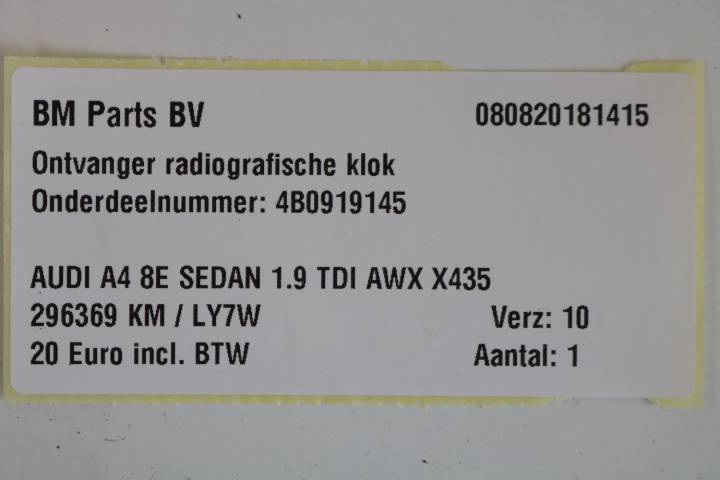 BM Parts BV 080820181415
Ontvanger radiografische klok
Onderdeelnummer: 4B0919145
AUDI A4 8E SEDAN 1.9 TDI AWX X435
296369 KM / LY7W Verz: 10
20 Euro incl. BTW Aantal: 1